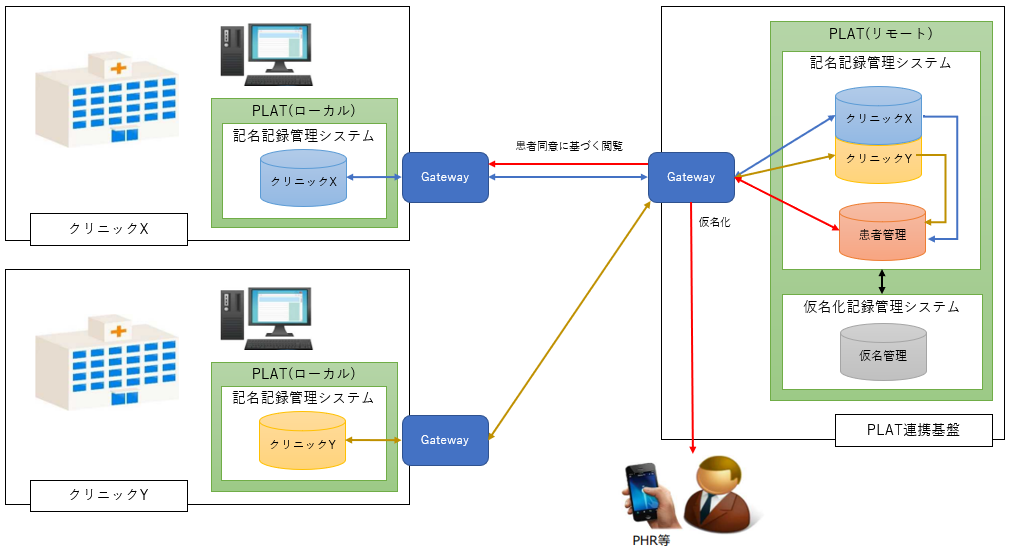 PLAT(ローカル)
記名記録管理システム
クリニックX
Gateway
クリニックX
患者同意に基づく閲覧
Gateway
仮名化
PLAT(リモート)
記名記録管理システム
クリニックX
クリニックY
患者管理
仮名化記録管理システム
仮名管理
PLAT連携基盤
PLAT(ローカル)
記名記録管理システム
クリニックY
Gateway
クリニックY
PHR等